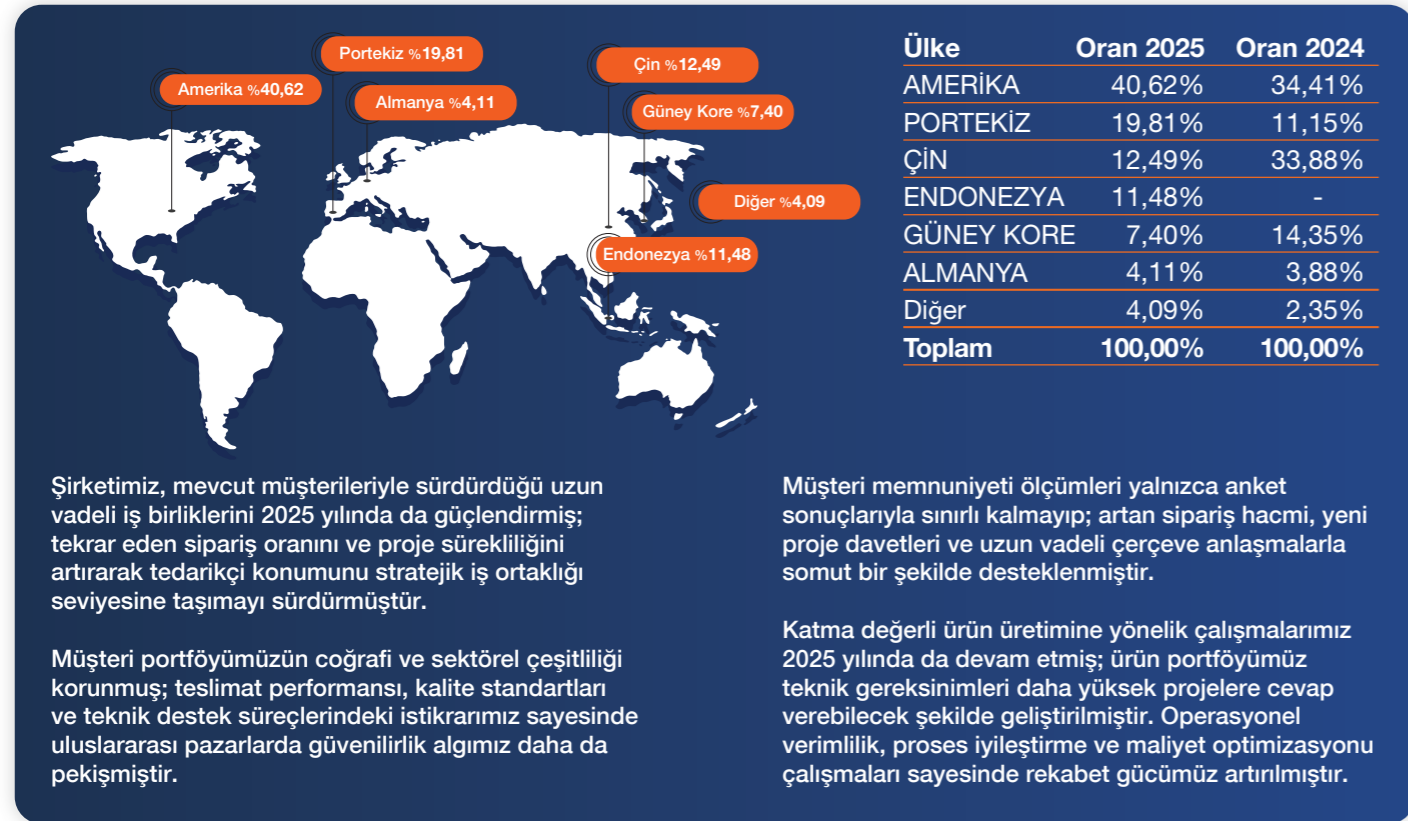 Portekiz %19,81
Amerika %40,62
Almanya %4,11
Çin %12,49
Güney Kore %7,40
Diğer %4,09
Endonezya %11,48
Ülke Oran 2025 Oran 2024
AMERİKA 40,62% 34,41%
PORTEKİZ 19,81% 11,15%
ÇİN 12,49% 33,88%
ENDONEZYA 11,48% -
GÜNEY KORE 7,40% 14,35%
ALMANYA 4,11% 3,88%
Diğer 4,09% 2,35%
Toplam 100,00% 100,00%
Şirketimiz, mevcut müşterileriyle sürdürdüğü uzun
vadeli iş birliklerini 2025 yılında da güçlendirmiş;
tekrar eden sipariş oranını ve proje sürekliliğini
artırarak tedarikçi konumunu stratejik iş ortaklığı
seviyesine taşımayı sürdürmüştür.
Müşteri portföyümüzün coğrafi ve sektörel çeşitliliği
korunmuş; teslimat performansı, kalite standartları
ve teknik destek süreçlerindeki istikrarımız sayesinde
uluslararası pazarlarda güvenilirlik algımız daha da
pekişmiştir.
Müşteri memnuniyeti ölçümleri yalnızca anket
sonuçlarıyla sınırlı kalmayıp; artan sipariş hacmi, yeni
proje davetleri ve uzun vadeli çerçeve anlaşmalarla
somut bir şekilde desteklenmiştir.
Katma değerli ürün üretimine yönelik çalışmalarımız
2025 yılında da devam etmiş; ürün portföyümüz
teknik gereksinimleri daha yüksek projelere cevap
verebilecek şekilde geliştirilmiştir. Operasyonel
verimlilik, proses iyileştirme ve maliyet optimizasyonu
çalışmaları sayesinde rekabet gücümüz artırılmıştır.